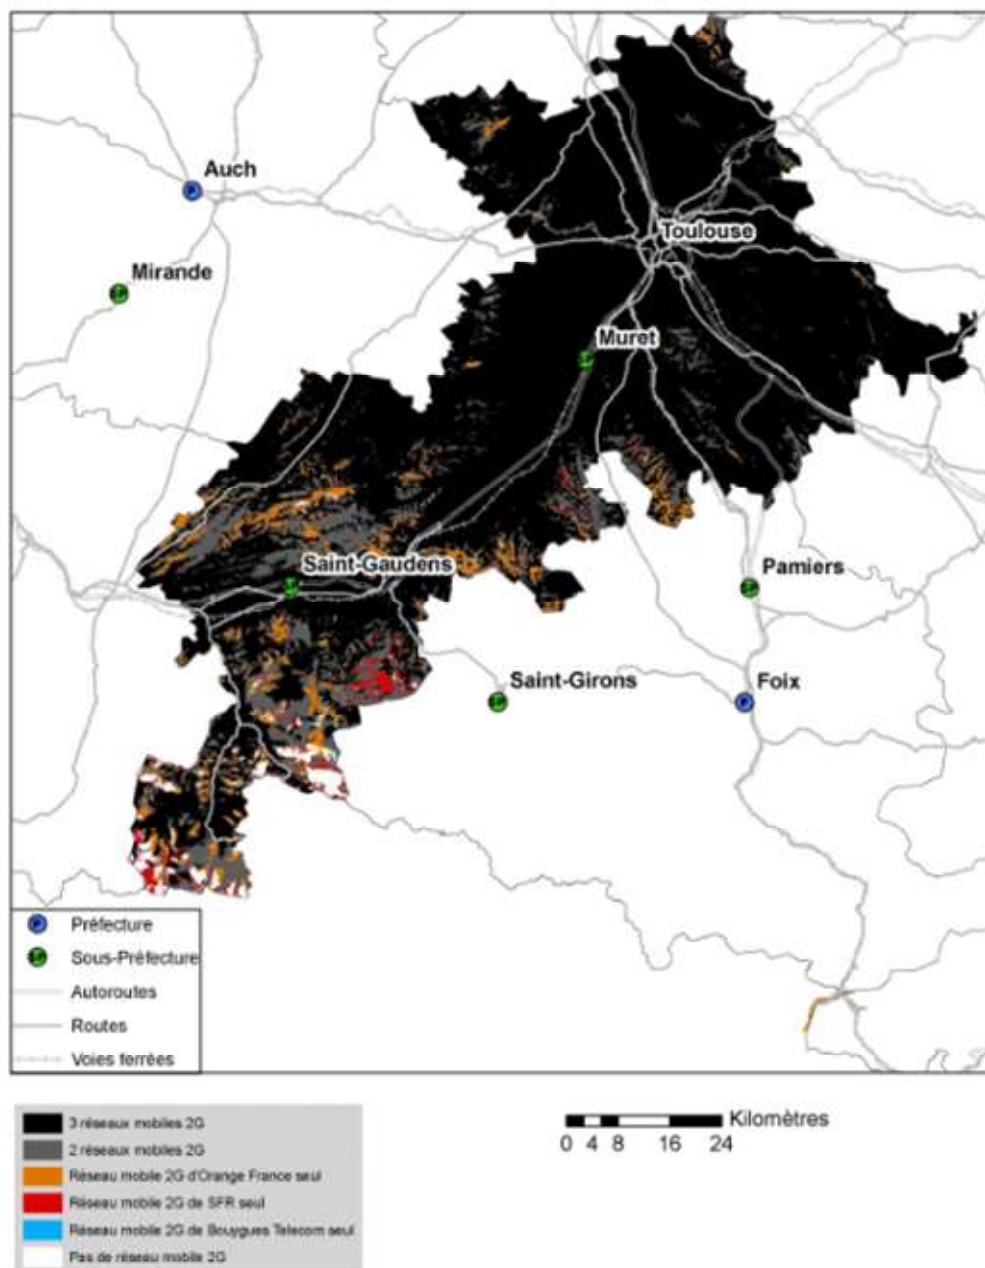 Auch
Toulouse
Mirande
Muret
Saint-Gaudens
Pamiers
Saint-Girons
Foix
P Préfecture
S-P Sous-Préfecture
Autoroutes
Routes
Voies ferrées
3 réseaux mobiles 2G
2 réseaux mobiles 2G
Réseau mobile 2G d'Orange France seul
Réseau mobile 2G de SFR seul
Réseau mobile 2G de Bouygues Telecom seul
Pas de réseau mobile 2G
Kilomètres
0 4 8 16 24